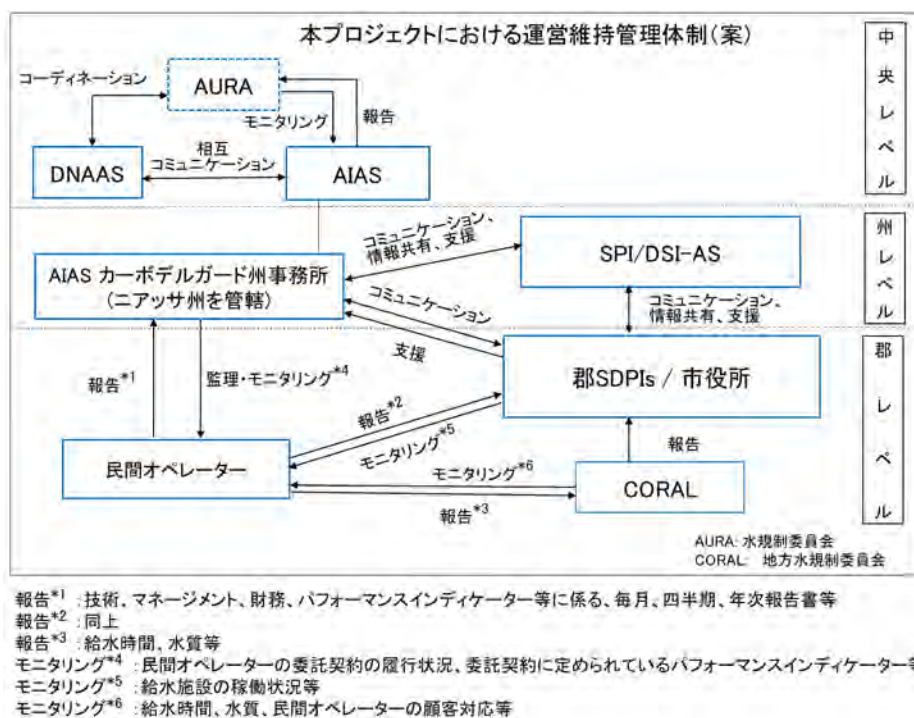 本プロジェクトにおける運営維持管理体制(案)
中央レベル
コーディネーション
AURA
モニタリング
報告
DNAAS
相互
コミュニケーション
AIAS
州レベル
コミュニケーション、
情報共有、支援
SPI/DSI-AS
AIAS カーボデルガード州事務所
(ニアッサ州を管轄)
コミュニケーション
支援
コミュニケーション、
情報共有、支援
郡レベル
報告*1
監理・モニタリング*4
郡SDPIs / 市役所
報告*2
モニタリング*5
報告
民間オペレーター
モニタリング*6
報告*3
CORAL
AURA: 水規制委員会
CORAL: 地方水規制委員会
報告*1 :技術、マネージメント、財務、パフォーマンスインディケーター等に係る、毎月、四半期、年次報告書等
報告*2 :同上
報告*3 :給水時間、水質等
モニタリング*4 :民間オペレーターの委託契約の履行状況、委託契約に定められているパフォーマンスインディケーター等
モニタリング*5 :給水施設の稼働状況等
モニタリング*6 :給水時間、水質、民間オペレーターの顧客対応等